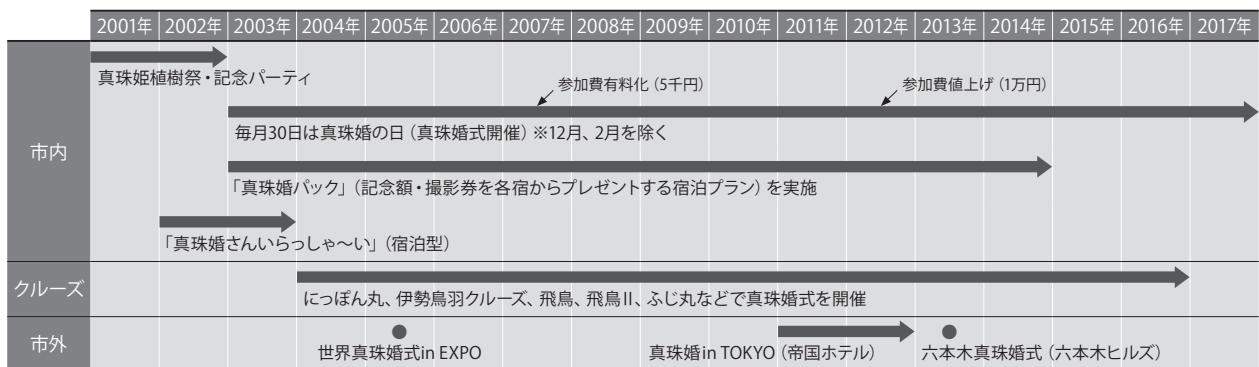 2001年 2002年 2003年 2004年 2005年 2006年 2007年 2008年 2009年 2010年 2011年 2012年 2013年 2014年 2015年 2016年 2017年
市内
真珠姫植樹祭・記念パーティ
参加費有料化（5千円）
参加費値上げ（1万円）
毎月30日は真珠婚の日（真珠婚式開催）※12月、2月を除く
「真珠婚パック」（記念額・撮影券を各宿からプレゼントする宿泊プラン）を実施
「真珠婚さんいらっしゃ〜い」（宿泊型）
クルーズ
にっぽん丸、伊勢鳥羽クルーズ、飛鳥、飛鳥II、ふじ丸などで真珠婚式を開催
市外
世界真珠婚式in EXPO
真珠婚in TOKYO（帝国ホテル）
六本木真珠婚式（六本木ヒルズ）